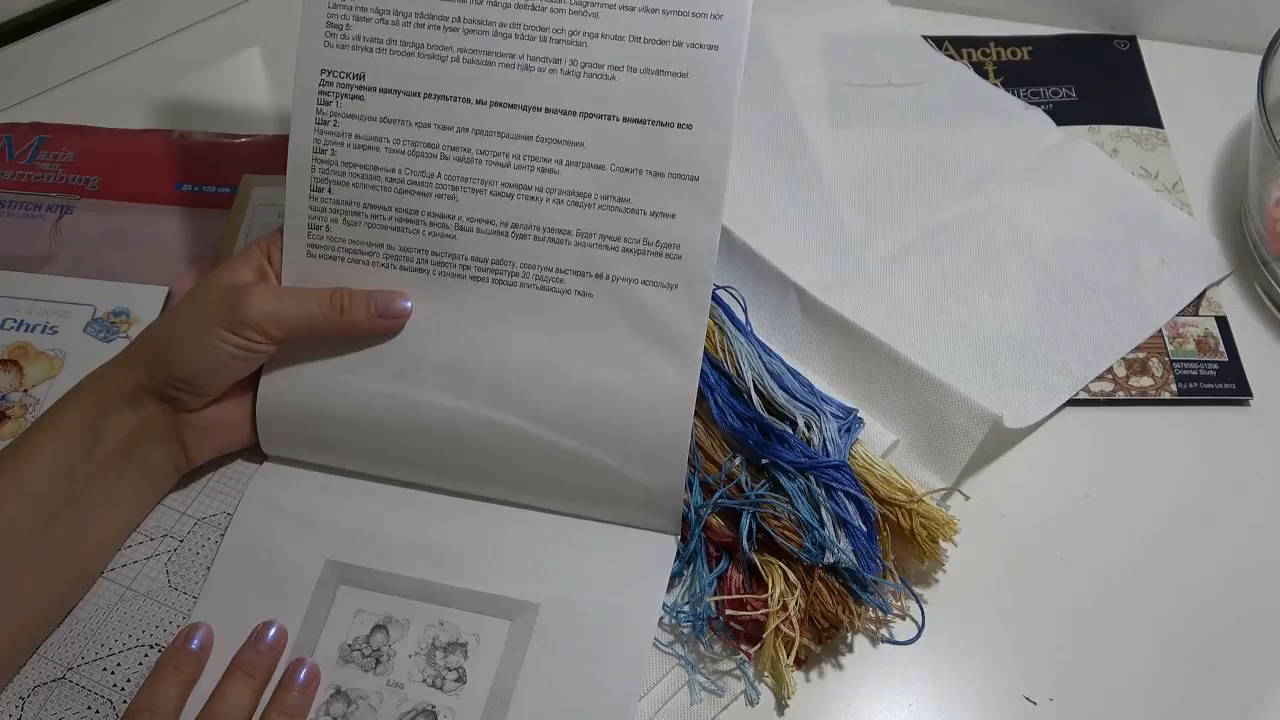 Lämna inte några långa trådändar på baksidan av ditt broderi och gör inga knutar. Ditt broderi blir vackrare
om du fäster ofta så att det inte lyser igenom långa trådar till framsidan.
Steg 5:
Om du vill tvätta ditt färdiga broderi, rekommenderar vi handtvätt i 30 grader med lite ulltvättmedel.
Du kan stryka ditt broderi försiktigt på baksidan med hjälp av en fuktig handduk.
РУССКИЙ
Для получения наилучших результатов, мы рекомендуем вначале прочитать внимательно всю
инструкцию.
Шаг 1:
Мы рекомендуем обметать края ткани для предотвращения бахромления.
Шаг 2:
Начинайте вышивать со стартовой отметки, смотрите на стрелки на диаграмме. Сложите ткань пополам
по длине и ширине, таким образом Вы найдёте точный центр канвы.
Шаг 3:
Номера перечисленные в Столбце А соответствуют номерам на органайзере с нитками.
В таблице показано, какой символ соответствует какому стежку и как следует использовать мулине
(требуемое количество одиночных нитей).
Шаг 4:
Не оставляйте длинных концов с изнанки и, конечно, не делайте узелков. Будет лучше если Вы будете
чаще закреплять нить и начинать вновь; Ваша вышивка будет выглядеть значительно аккуратней если
ничто не будет просвечиваться с изнанки.
Шаг 5:
Если после окончания вы захотите выстирать вашу работу, советуем выстирать её в ручную используя
немного стирального средства для шерсти при температуре 30 градусов.
Вы можете слегка отжать вышивку с изнанки через хорошо впитывающую ткань
Maria
van
STITCH KITS
Chris
Lisa
Anchor
5678000-01206
Oriental Study